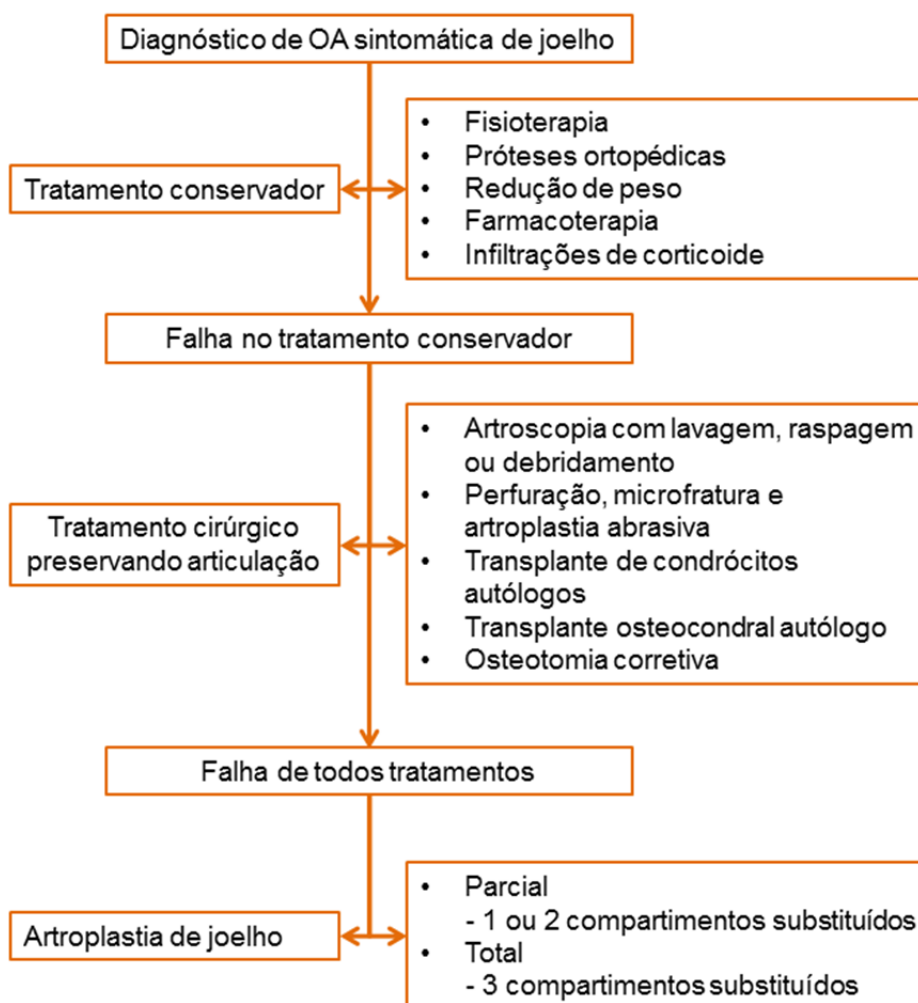 Diagnóstico de OA sintomática de joelho
Tratamento conservador
• Fisioterapia
• Próteses ortopédicas
• Redução de peso
• Farmacoterapia
• Infiltrações de corticoide
Falha no tratamento conservador
Tratamento cirúrgico
preservando articulação
• Artroscopia com lavagem, raspagem
ou debridamento
• Perfuração, microfratura e
artroplastia abrasiva
• Transplante de condrócitos
autólogos
• Transplante osteocondral autólogo
• Osteotomia corretiva
Falha de todos tratamentos
Artroplastia de joelho
• Parcial
- 1 ou 2 compartimentos substituídos
• Total
- 3 compartimentos substituídos